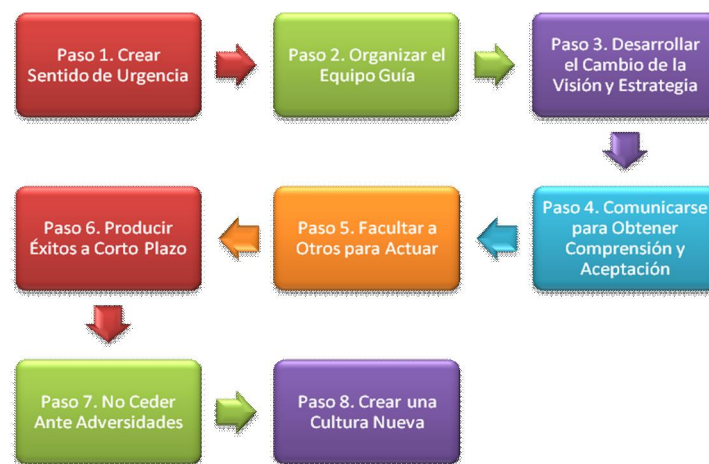 Paso 1. Crear
Sentido de Urgencia
Paso 2. Organizar el
Equipo Guía
Paso 3. Desarrollar
el Cambio de la
Visión y Estrategia
Paso 4. Comunicarse
para Obtener
Comprensión y
Aceptación
Paso 5. Facultar a
Otros para Actuar
Paso 6. Producir
Éxitos a Corto Plazo
Paso 7. No Ceder
Ante Adversidades
Paso 8. Crear una
Cultura Nueva